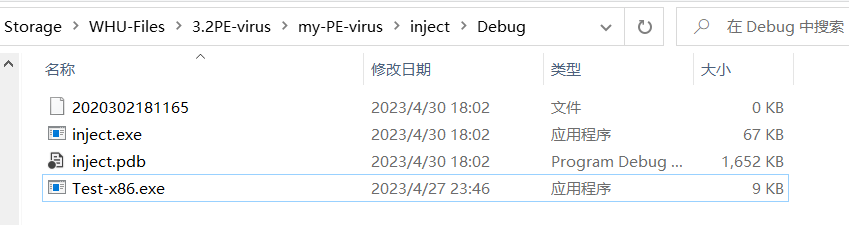 Storage > WHU-Files > 3.2PE-virus > my-PE-virus > inject > Debug 在 Debug 中搜索
名称 修改日期 类型 大小
2020302181165 2023/4/30 18:02 文件 0 KB
inject.exe 2023/4/30 18:02 应用程序 67 KB
inject.pdb 2023/4/30 18:02 Program Debug ... 1,652 KB
Test-x86.exe 2023/4/27 23:46 应用程序 9 KB